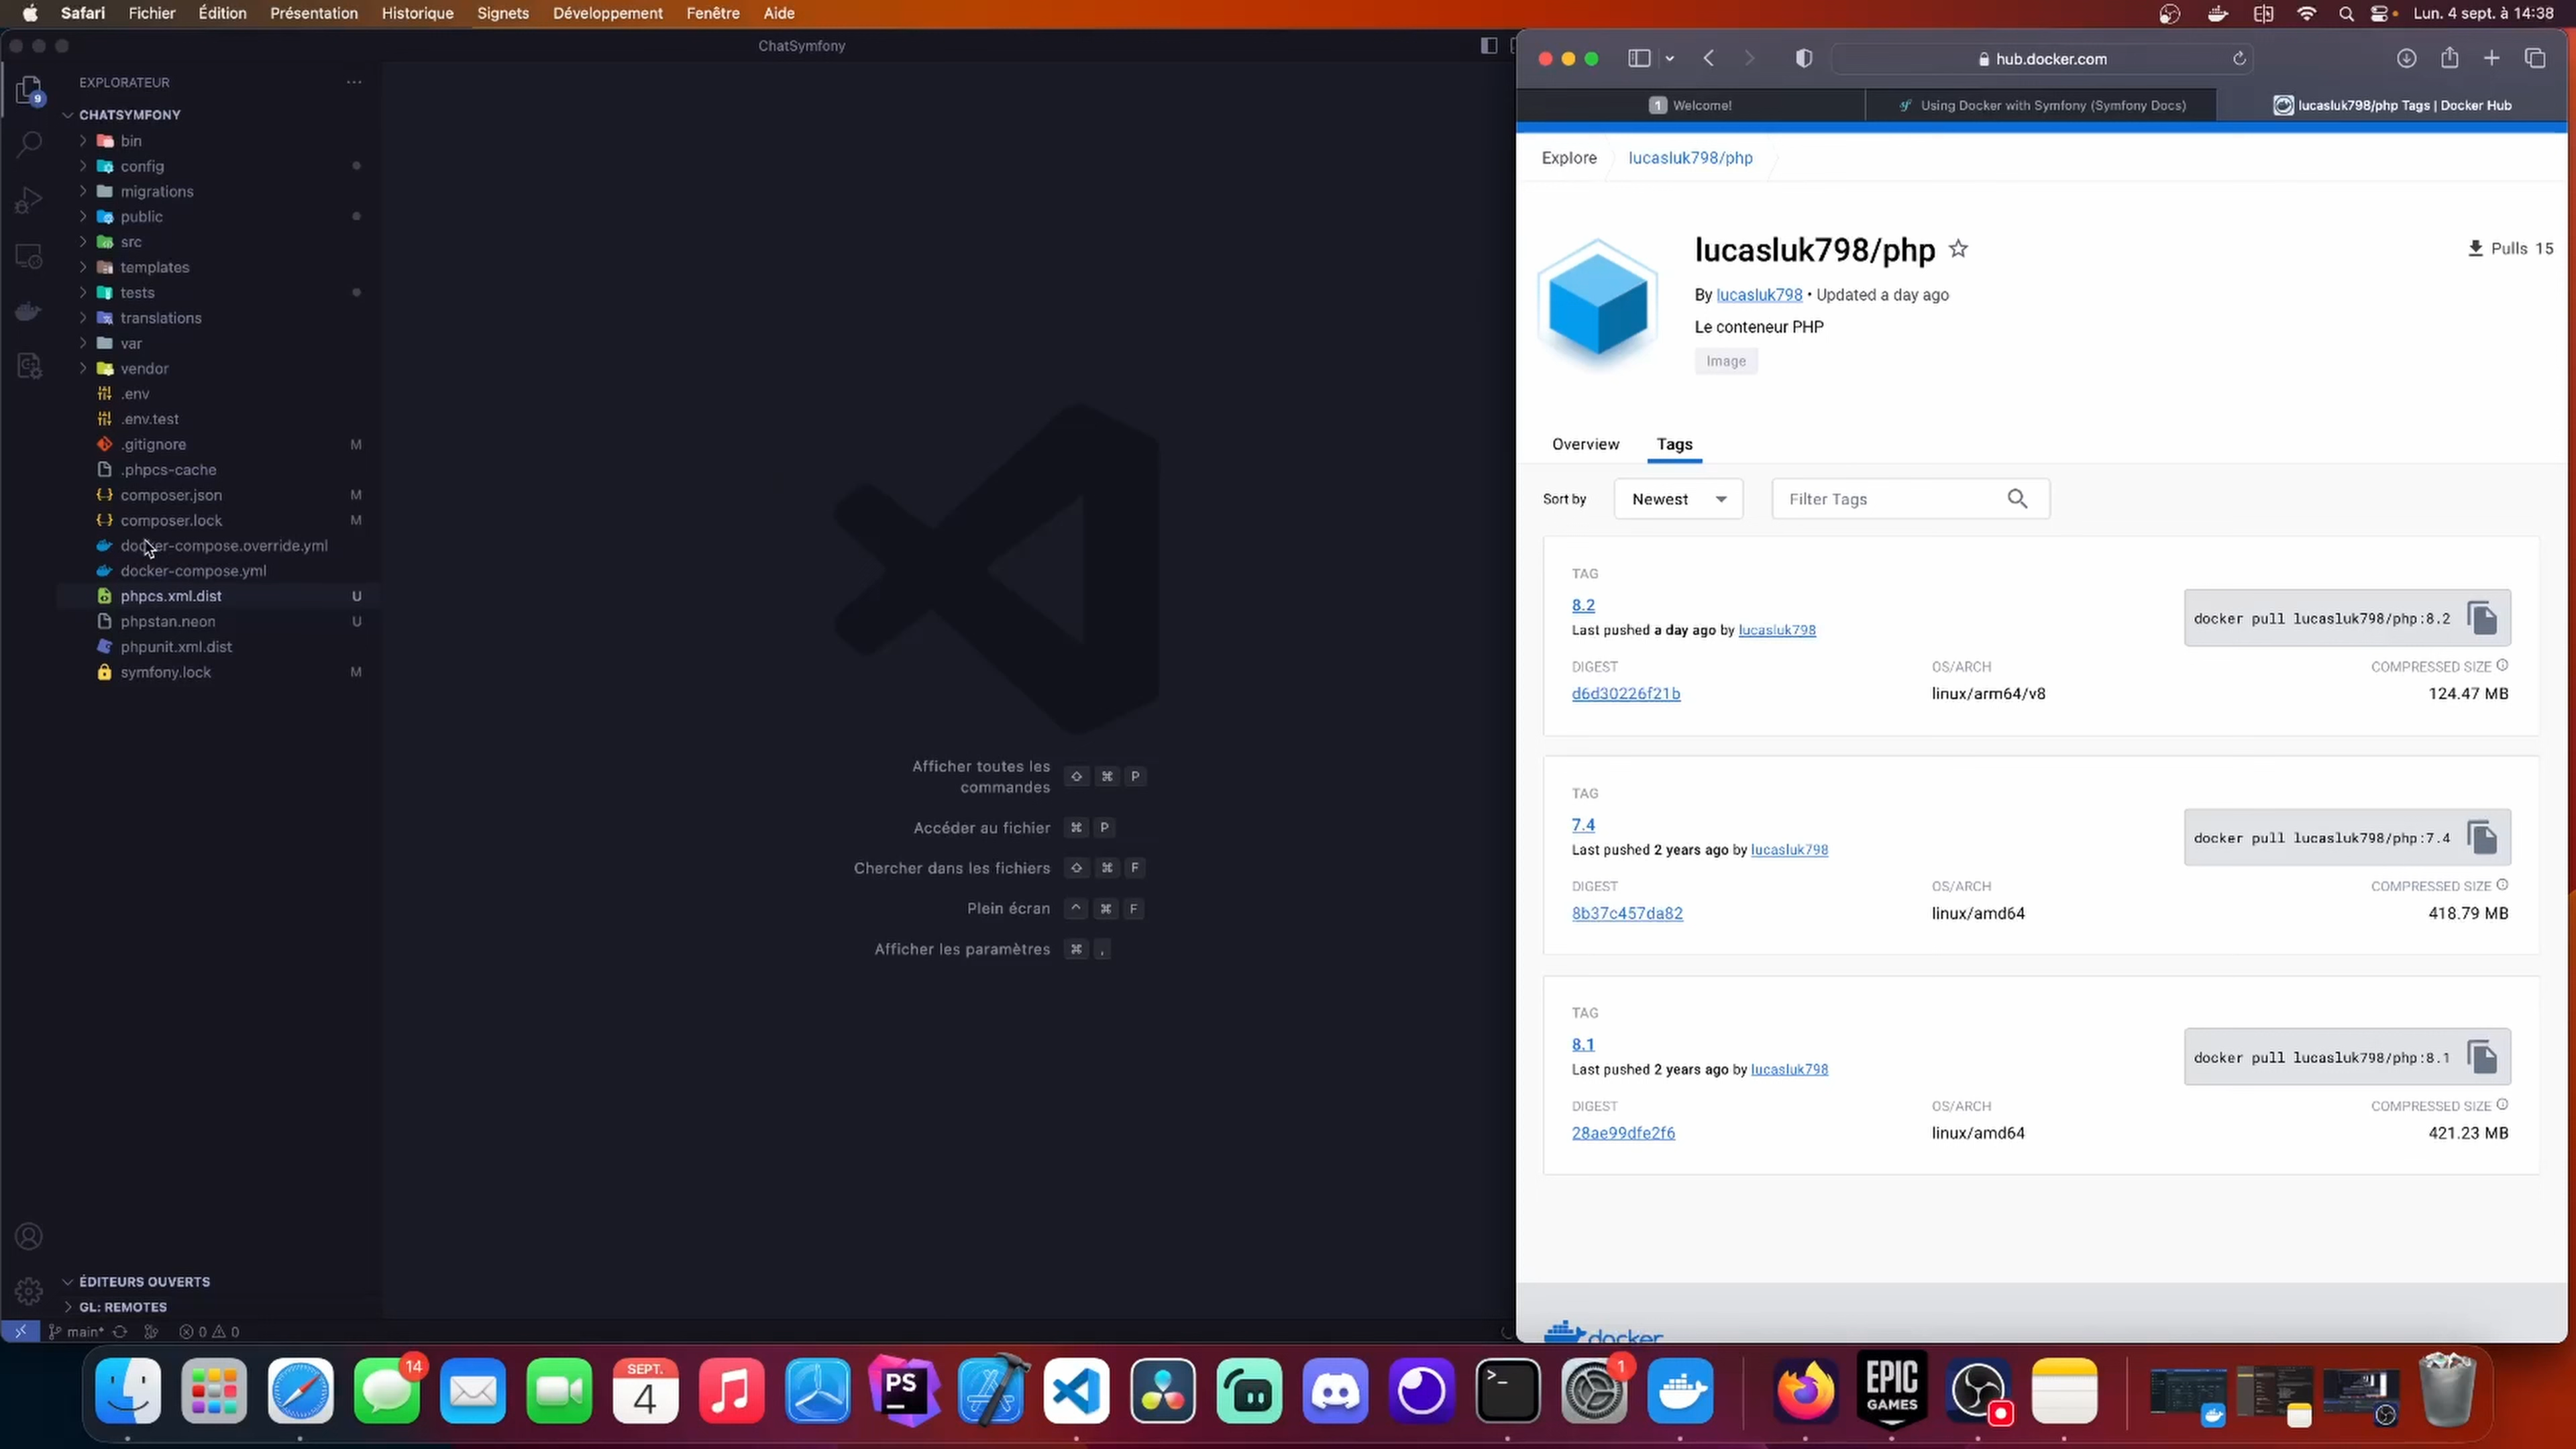 Safari Fichier Édition Présentation Historique Signets Développement Fenêtre Aide
Lun. 4 sept. à 14:38
ChatSymfony
EXPLORATEUR
9
CHATSYMFONY
bin
config
migrations
public
src
templates
tests
translations
var
vendor
.env
.env.test
.gitignore M
.phpcs-cache
composer.json M
composer.lock M
docker-compose.override.yml
docker-compose.yml
phpcs.xml.dist U
phpstan.neon U
phpunit.xml.dist
symfony.lock M
ÉDITEURS OUVERTS
GL: REMOTES
main* 0 0
Afficher toutes les
commandes ⇧ ⌘ P
Accéder au fichier ⌘ P
Chercher dans les fichiers ⇧ ⌘ F
Plein écran ^ ⌘ F
Afficher les paramètres ⌘ ,
hub.docker.com
1 Welcome!
Using Docker with Symfony (Symfony Docs)
lucasluk798/php Tags | Docker Hub
Explore lucasluk798/php
lucasluk798/php
Pulls 15
By lucasluk798 • Updated a day ago
Le conteneur PHP
Image
Overview Tags
Sort by Newest Filter Tags
TAG
8.2
docker pull lucasluk798/php:8.2
Last pushed a day ago by lucasluk798
DIGEST OS/ARCH COMPRESSED SIZE
d6d30226f21b linux/arm64/v8 124.47 MB
TAG
7.4
docker pull lucasluk798/php:7.4
Last pushed 2 years ago by lucasluk798
DIGEST OS/ARCH COMPRESSED SIZE
8b37c457da82 linux/amd64 418.79 MB
TAG
8.1
docker pull lucasluk798/php:8.1
Last pushed 2 years ago by lucasluk798
DIGEST OS/ARCH COMPRESSED SIZE
28ae99dfe2f6 linux/amd64 421.23 MB
docker
14
SEPT.
4
PS
>_
1
EPIC
GAMES